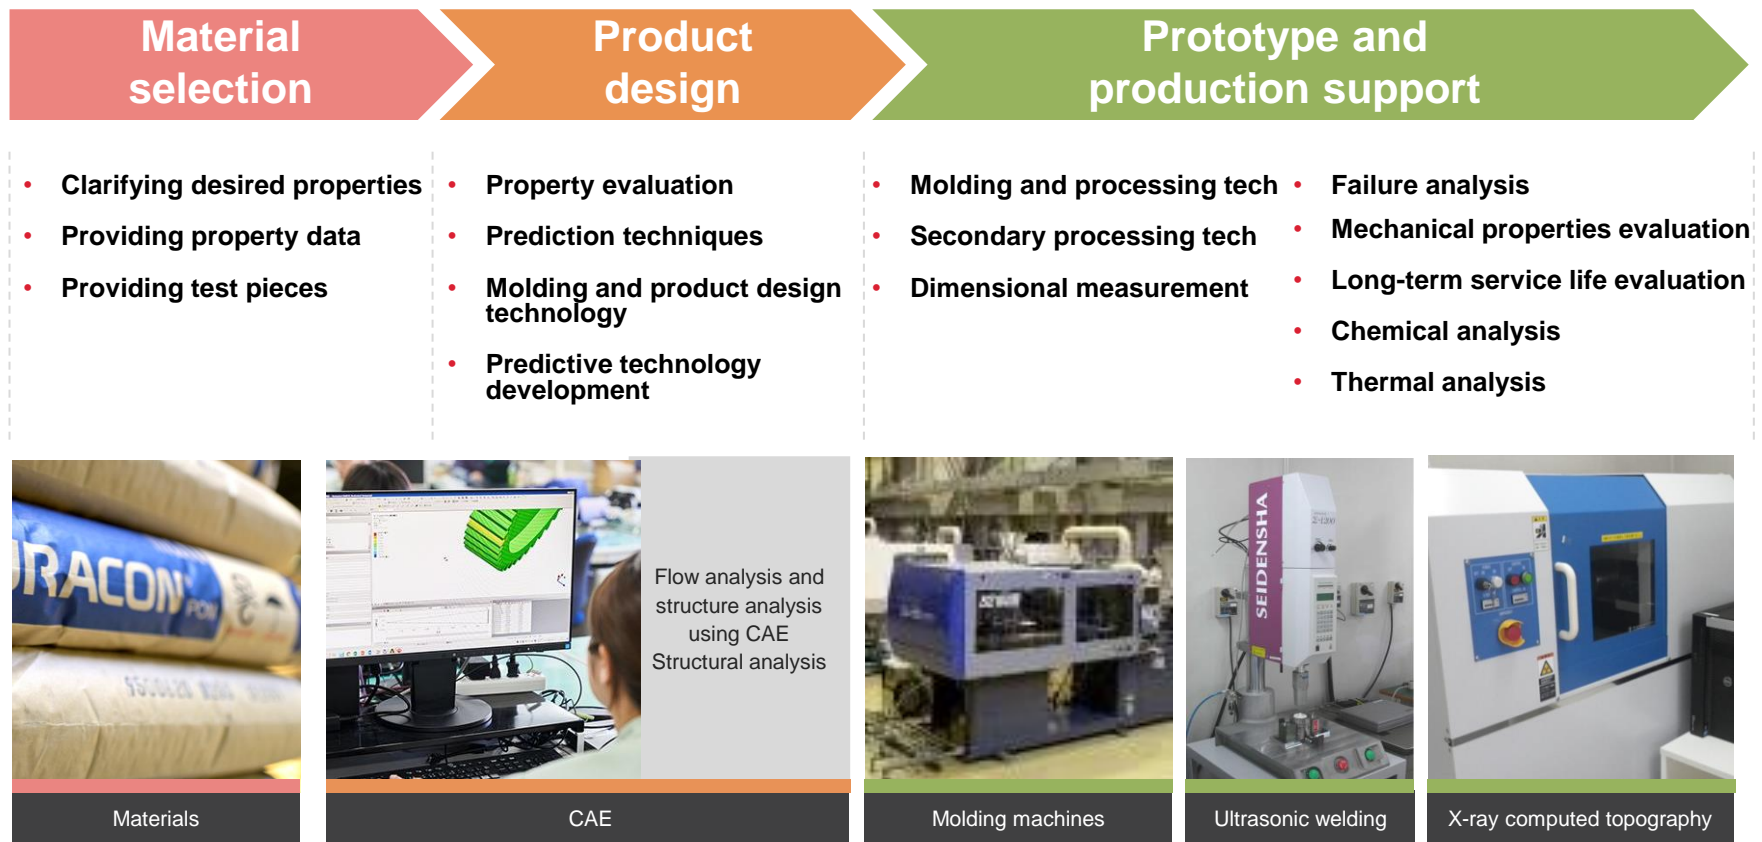 Material
selection
Product
design
Prototype and
production support
• Clarifying desired properties
• Providing property data
• Providing test pieces
• Property evaluation
• Prediction techniques
• Molding and product design
technology
• Predictive technology
development
• Molding and processing tech
• Secondary processing tech
• Dimensional measurement
• Failure analysis
• Mechanical properties evaluation
• Long-term service life evaluation
• Chemical analysis
• Thermal analysis
RACON
Flow analysis and
structure analysis
using CAE
Structural analysis
SEIDENSHA
Materials
CAE
Molding machines
Ultrasonic welding
X-ray computed topography